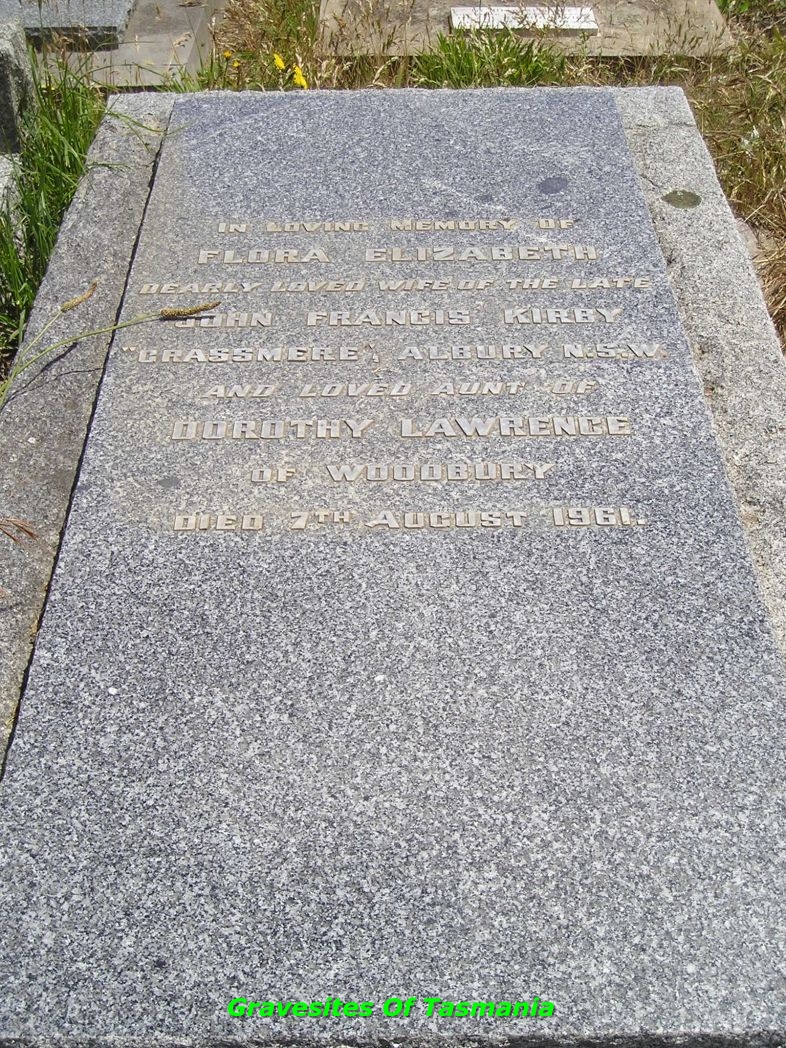 IN LOVING MEMORY OF
FLORA ELIZABETH
DEARLY LOVED WIFE OF THE LATE
JOHN FRANCIS KIRBY
"GRASSMERE", ALBURY N.S.W.
AND LOVED AUNT OF
DOROTHY LAWRENCE
OF WOODBURY
DIED 7TH AUGUST 1961.
Gravesites Of Tasmania